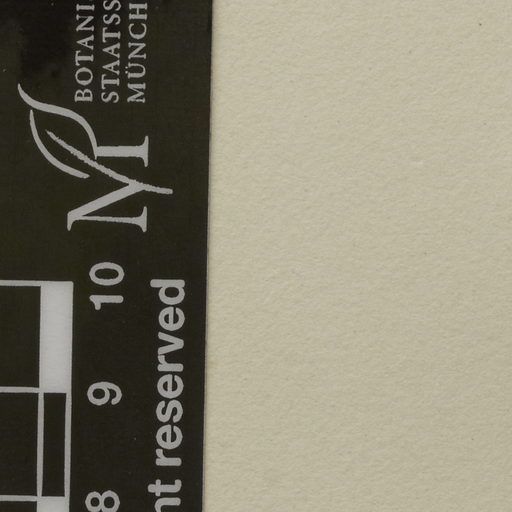 BOTANI
STAATSS
MÜNCH
M
8 9 10
nt reserved